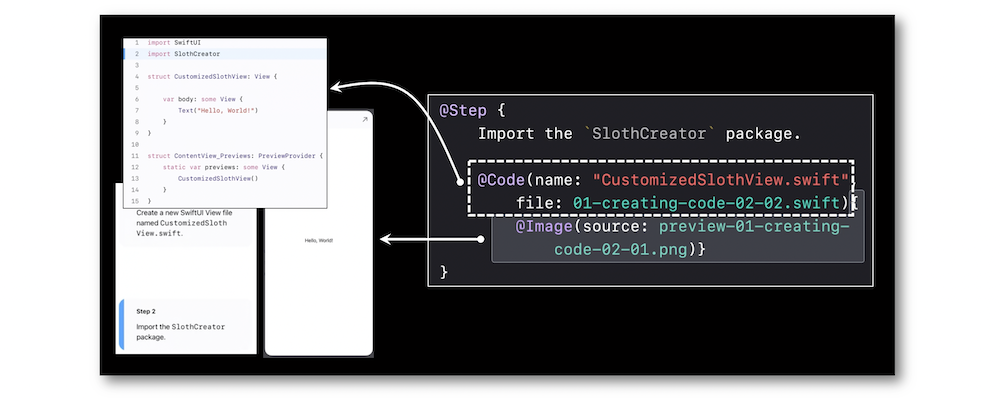 1 import SwiftUI
2 import SlothCreator
3
4 struct CustomizedSlothView: View {
5
6 var body: some View {
7 Text("Hello, World!")
8 }
9 }
10
11 struct ContentView_Previews: PreviewProvider {
12 static var previews: some View {
13 CustomizedSlothView()
14 }
15 }
Create a new SwiftUI View file
named CustomizedSloth
View.swift.
Step 2
Import the SlothCreator
package.
Hello, World!
@Step {
Import the `SlothCreator` package.
@Code(name: "CustomizedSlothView.swift"
file: 01-creating-code-02-02.swift){
@Image(source: preview-01-creating-
code-02-01.png)}
}